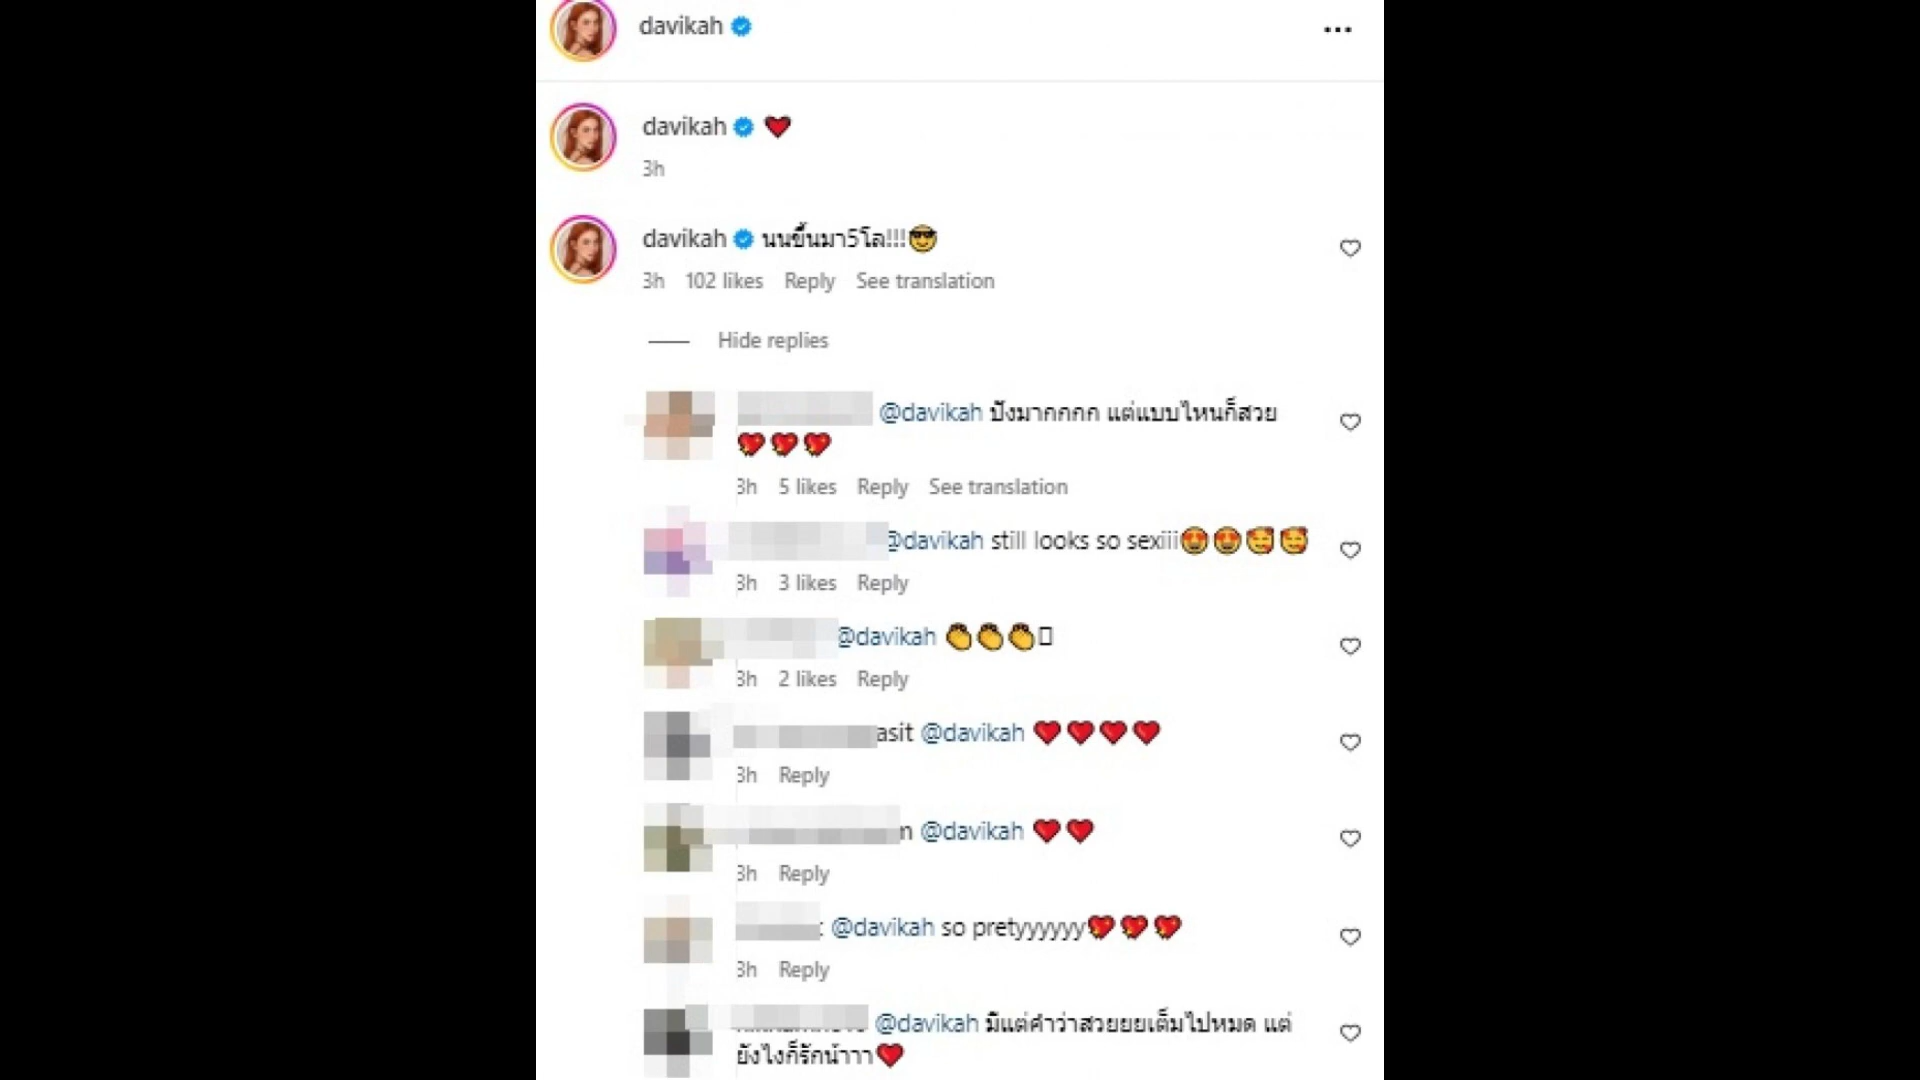 davikah
davikah ❤️
3h
davikah นนขึ้นมา5โล!!!😎
3h 102 likes Reply See translation
Hide replies
@davikah ปังมากกกก แต่แบบไหนก็สวย
💖💖💖
3h 5 likes Reply See translation
@davikah still looks so sexiii😍😍🥰🥰
3h 3 likes Reply
@davikah 👏👏👏
3h 2 likes Reply
asit @davikah ❤️❤️❤️❤️
3h Reply
m @davikah ❤️❤️
3h Reply
@davikah so pretyyyyyy💖💖💖
3h Reply
@davikah มีแต่คำว่าสวยยยเต็มไปหมด แต่
ยังไงก็รักน้าาา❤️